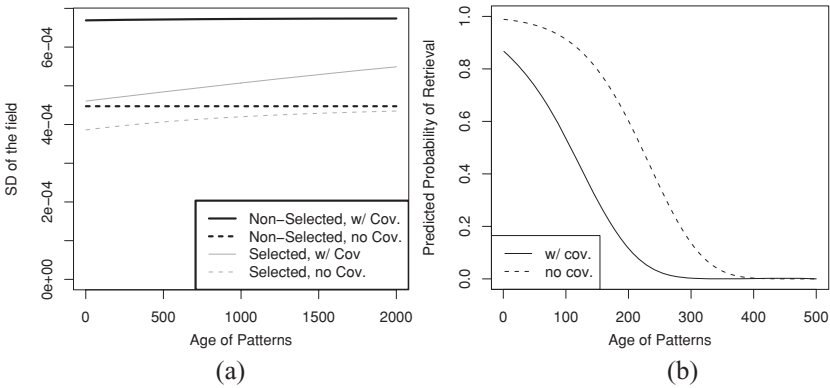 SD of the field
0e+00 2e−04 4e−04 6e−04
Non−Selected, w/ Cov.
Non−Selected, no Cov.
Selected, w/ Cov
Selected, no Cov.
0 500 1000 1500 2000
Age of Patterns
(a)
Predicted Probability of Retrieval
0.0 0.2 0.4 0.6 0.8 1.0
w/ cov.
no cov.
0 100 200 300 400 500
Age of Patterns
(b)